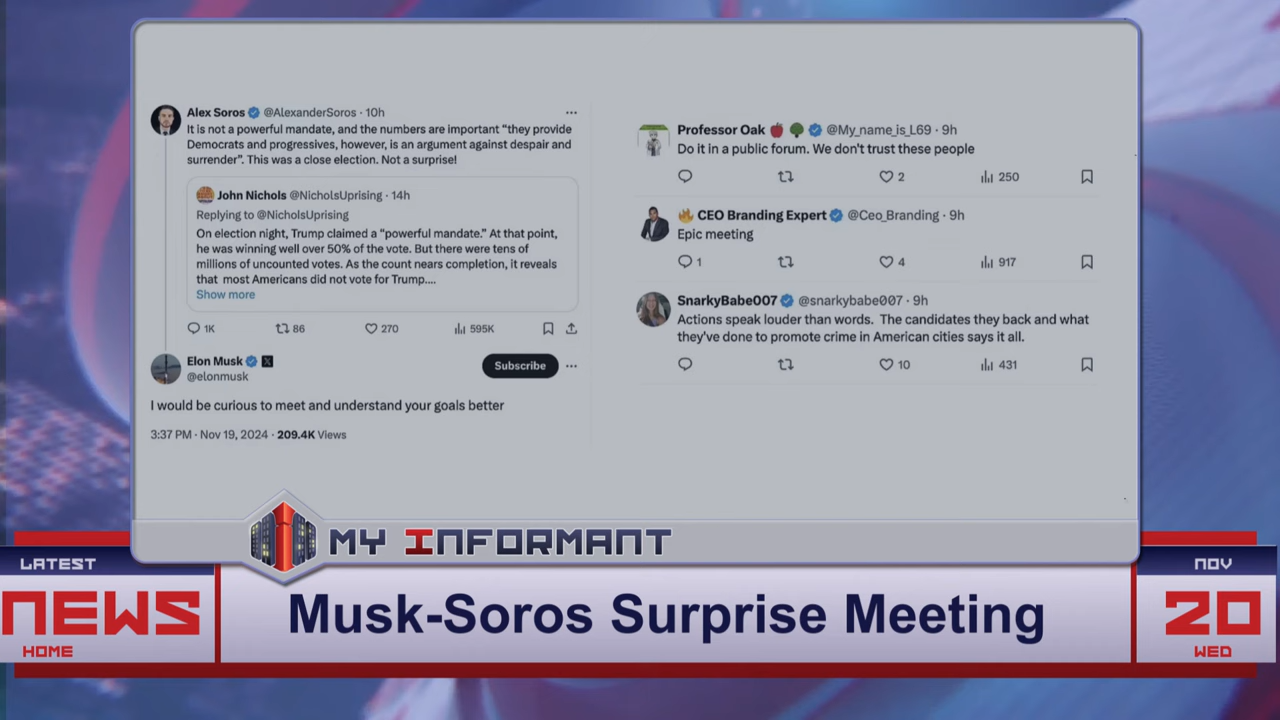 Alex Soros @AlexanderSoros · 10h
It is not a powerful mandate, and the numbers are important “they provide
Democrats and progressives, however, is an argument against despair and
surrender”. This was a close election. Not a surprise!
John Nichols @NicholsUprising · 14h
Replying to @NicholsUprising
On election night, Trump claimed a “powerful mandate.” At that point,
he was winning well over 50% of the vote. But there were tens of
millions of uncounted votes. As the count nears completion, it reveals
that most Americans did not vote for Trump....
Show more
1K 86 270 595K
Elon Musk
@elonmusk
Subscribe
I would be curious to meet and understand your goals better
3:37 PM · Nov 19, 2024 · 209.4K Views
Professor Oak @My_name_is_L69 · 9h
Do it in a public forum. We don't trust these people
2 250
CEO Branding Expert @Ceo_Branding · 9h
Epic meeting
1 4 917
SnarkyBabe007 @snarkybabe007 · 9h
Actions speak louder than words. The candidates they back and what
they've done to promote crime in American cities says it all.
10 431
MY INFORMANT
LATEST
NEWS
HOME
Musk-Soros Surprise Meeting
NOV
20
WED